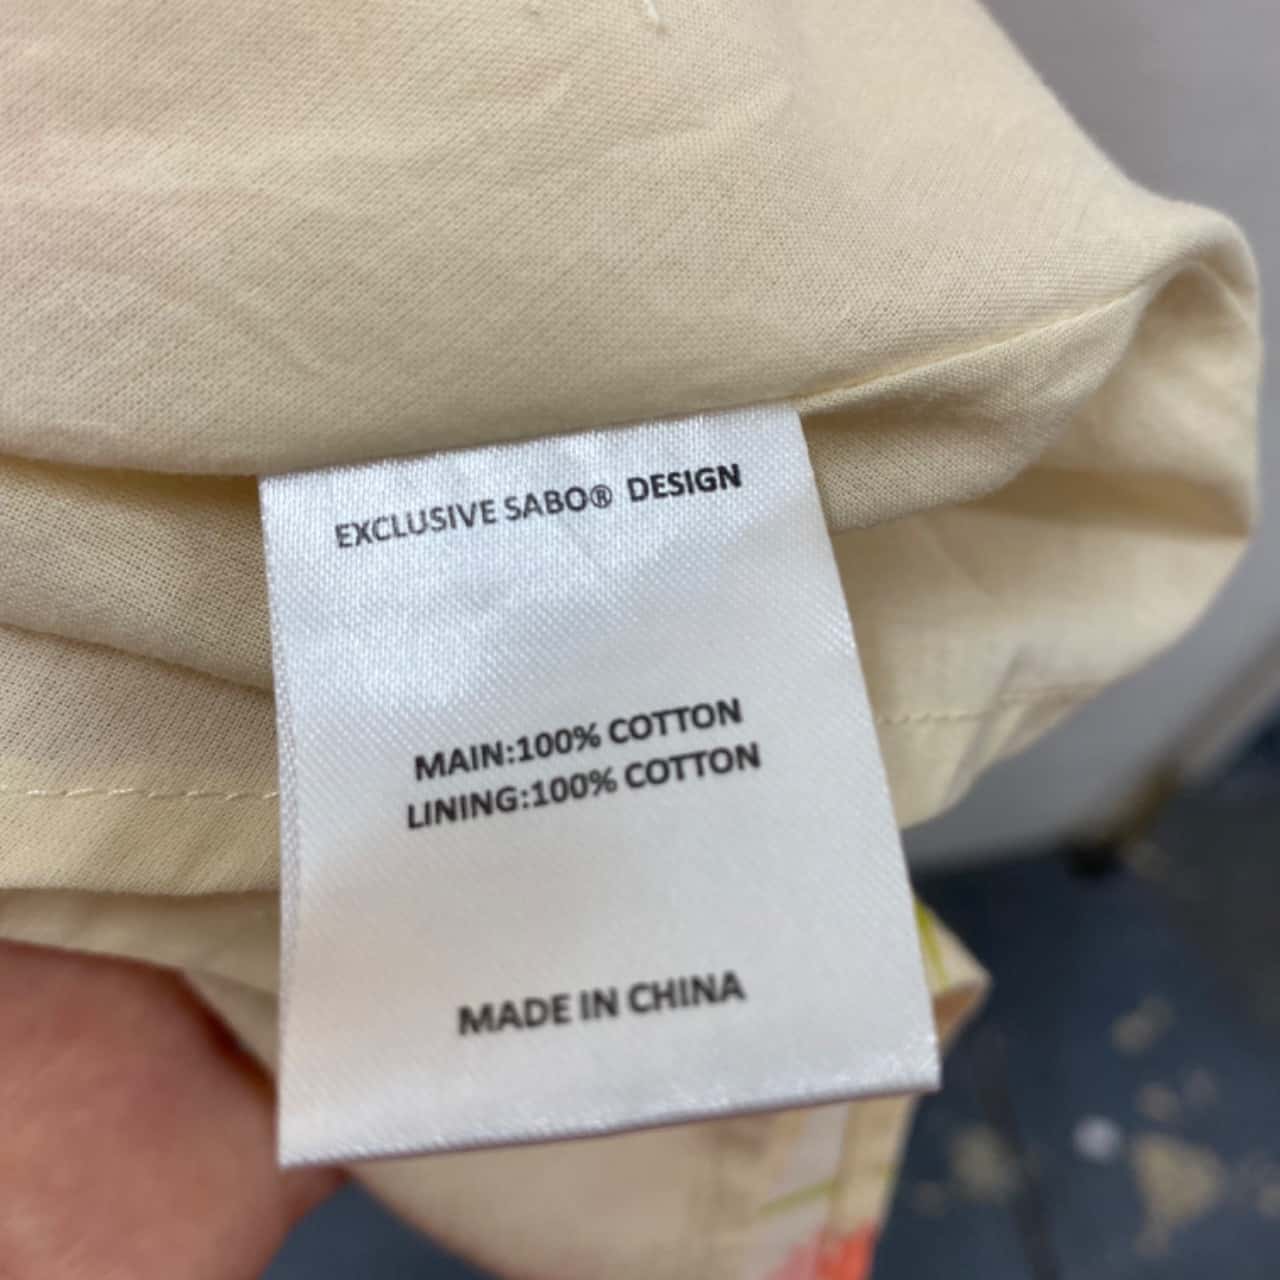 EXCLUSIVE SABO® DESIGN
MAIN:100% COTTON
LINING:100% COTTON
MADE IN CHINA